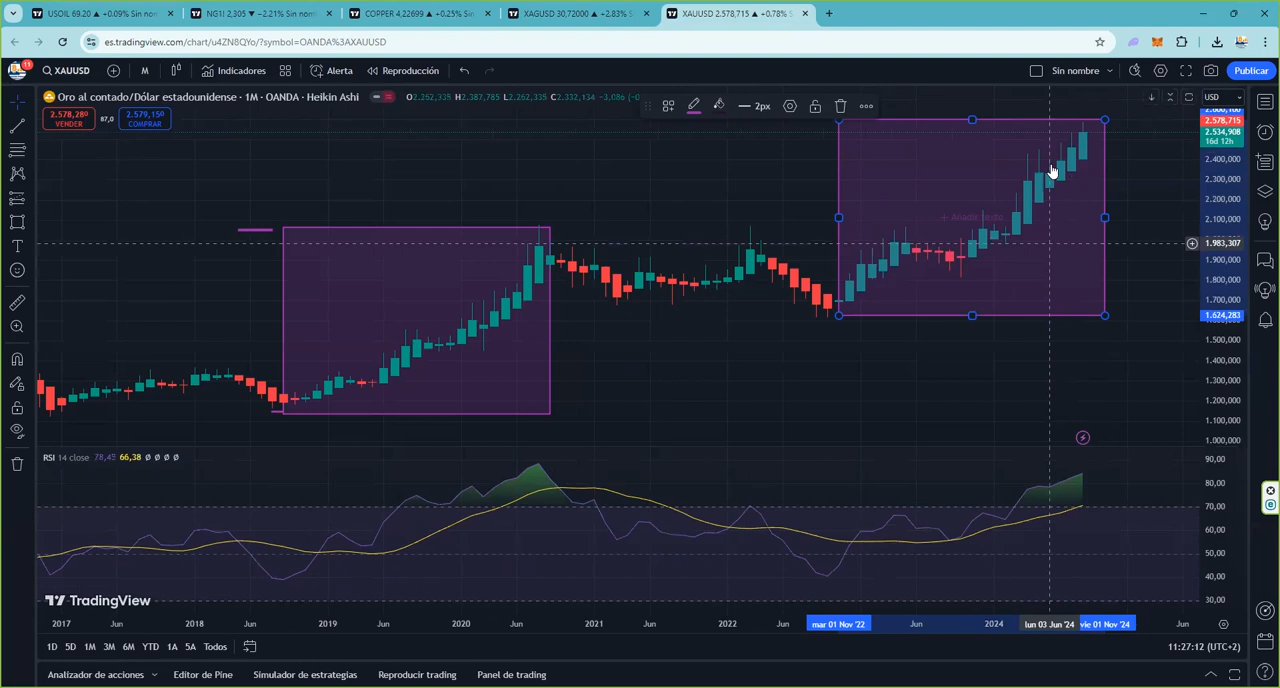 USOIL 69.20 ▲ +0.09% Sin nom
NG1! 2,305 ▼ −2.21% Sin nombre
COPPER 4,22699 ▲ +0.25% Sin
XAGUSD 30,72000 ▲ +2.83% Si
XAUUSD 2.578,715 ▲ +0,78% Si
es.tradingview.com/chart/u4ZN8QYo/?symbol=OANDA%3AXAUUSD
11
XAUUSD
M
Indicadores
Alerta
Reproducción
Sin nombre
Publicar
Oro al contado/Dólar estadounidense · 1M · OANDA · Heikin Ashi
O2.262,335 H2.387,785 L2.262,335 C2.332,134
USD
2.578,280
VENDER
87,0
2.579,150
COMPRAR
2px
2.578,715
2.534,908
16d 12h
2.400,000
2.300,000
2.200,000
2.100,000
1.983,307
1.900,000
1.800,000
1.700,000
1.624,283
1.500,000
1.400,000
1.300,000
1.200,000
1.100,000
1.000,000
+ Añadir texto
RSI 14 close 78,45 66,38 ∅ ∅ ∅ ∅
90,00
80,00
70,00
60,00
50,00
40,00
30,00
TradingView
2017 Jun 2018 Jun 2019 Jun 2020 Jun 2021 Jun 2022 Jun mar 01 Nov '22 Jun 2024 lun 03 Jun '24 vie 01 Nov '24 Jun
1D 5D 1M 3M 6M YTD 1A 5A Todos
11:27:12 (UTC+2)
Analizador de acciones
Editor de Pine
Simulador de estrategias
Reproducir trading
Panel de trading